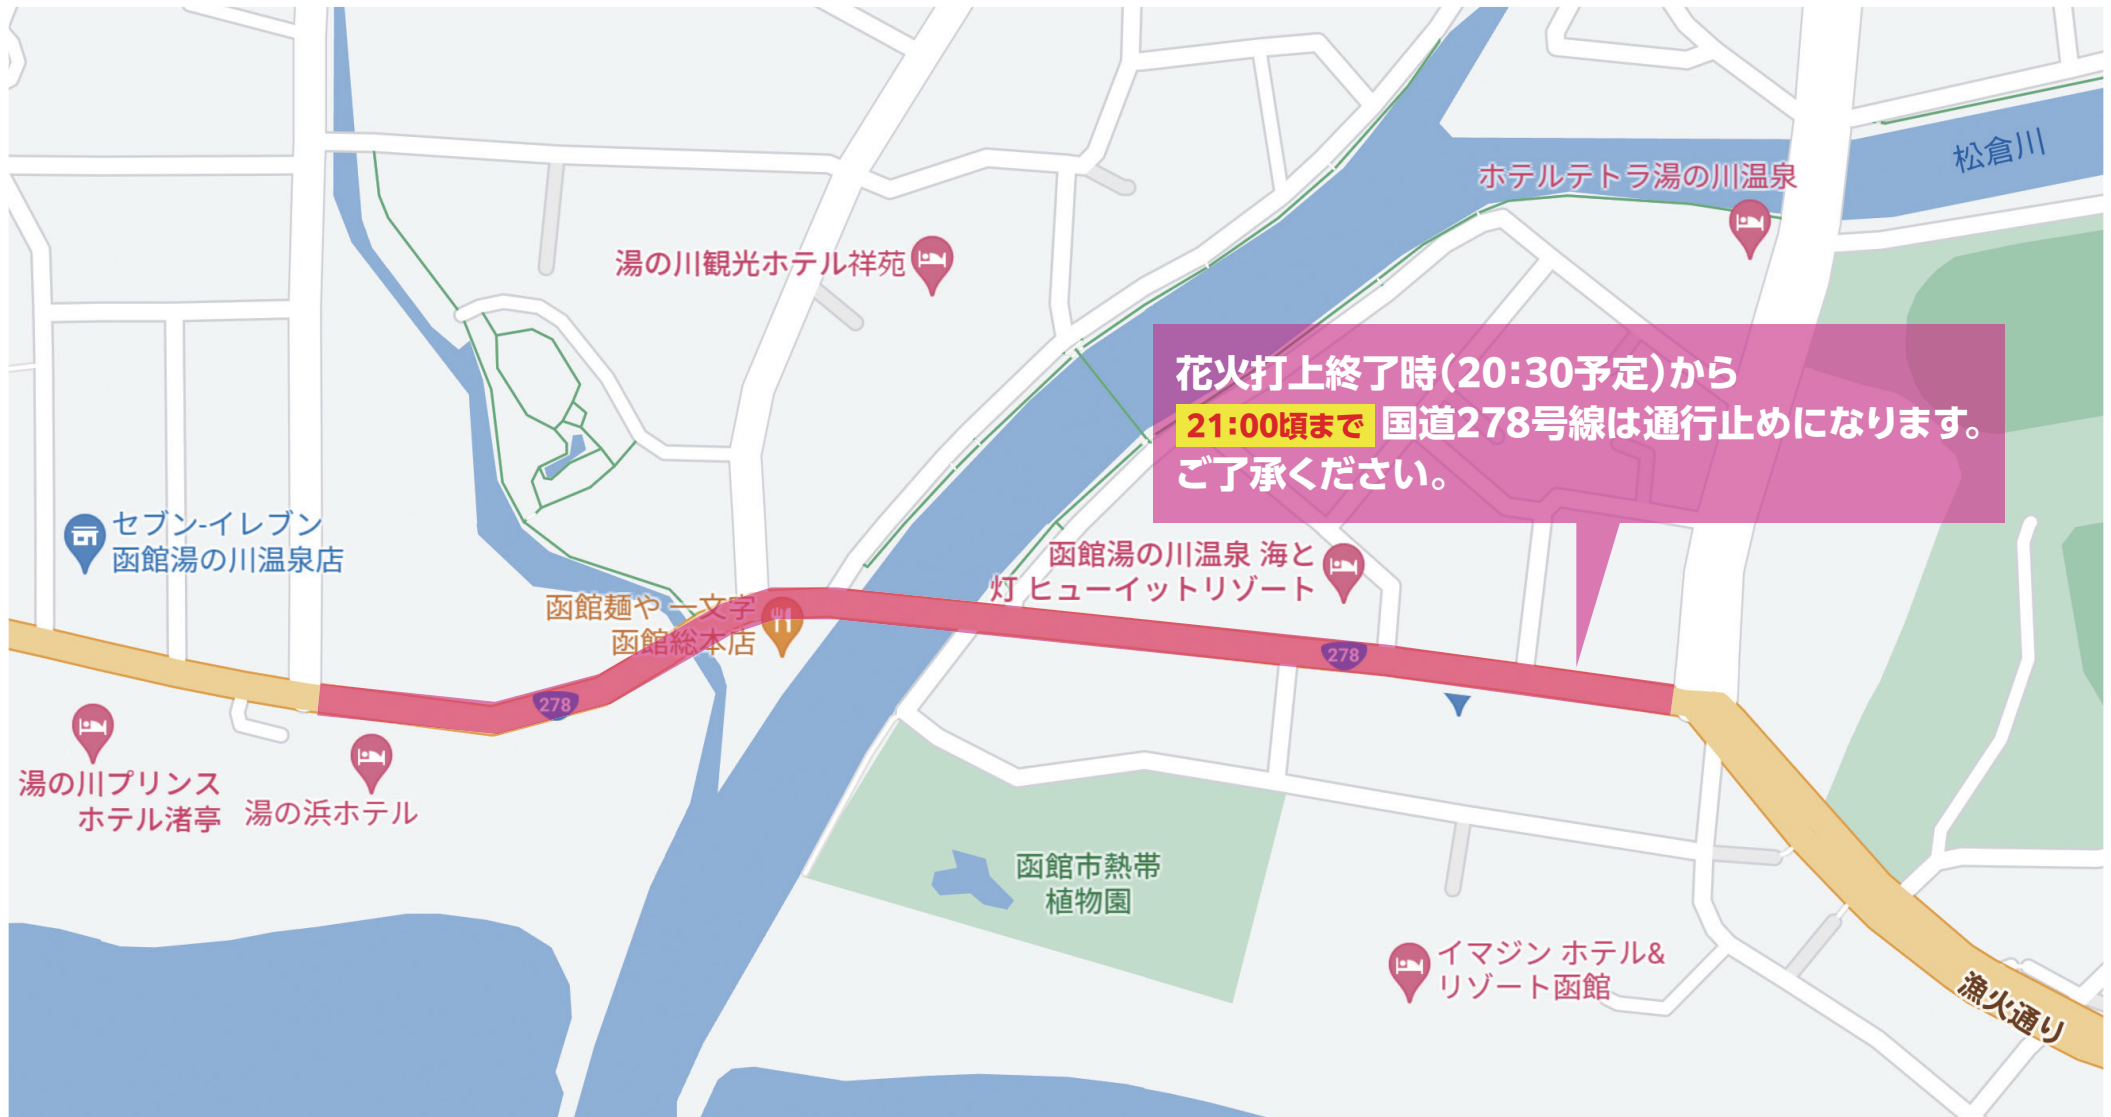 松倉川
ホテルテトラ湯の川温泉
湯の川観光ホテル祥苑
花火打上終了時(20:30予定)から
21:00頃まで 国道278号線は通行止めになります。
ご了承ください。
セブン-イレブン
函館湯の川温泉店
函館湯の川温泉 海と
灯 ヒューイットリゾート
函館麺や 一文字
函館総本店
278
278
湯の川プリンス
ホテル渚亭
湯の浜ホテル
函館市熱帯
植物園
イマジン ホテル&
リゾート函館
漁火通り